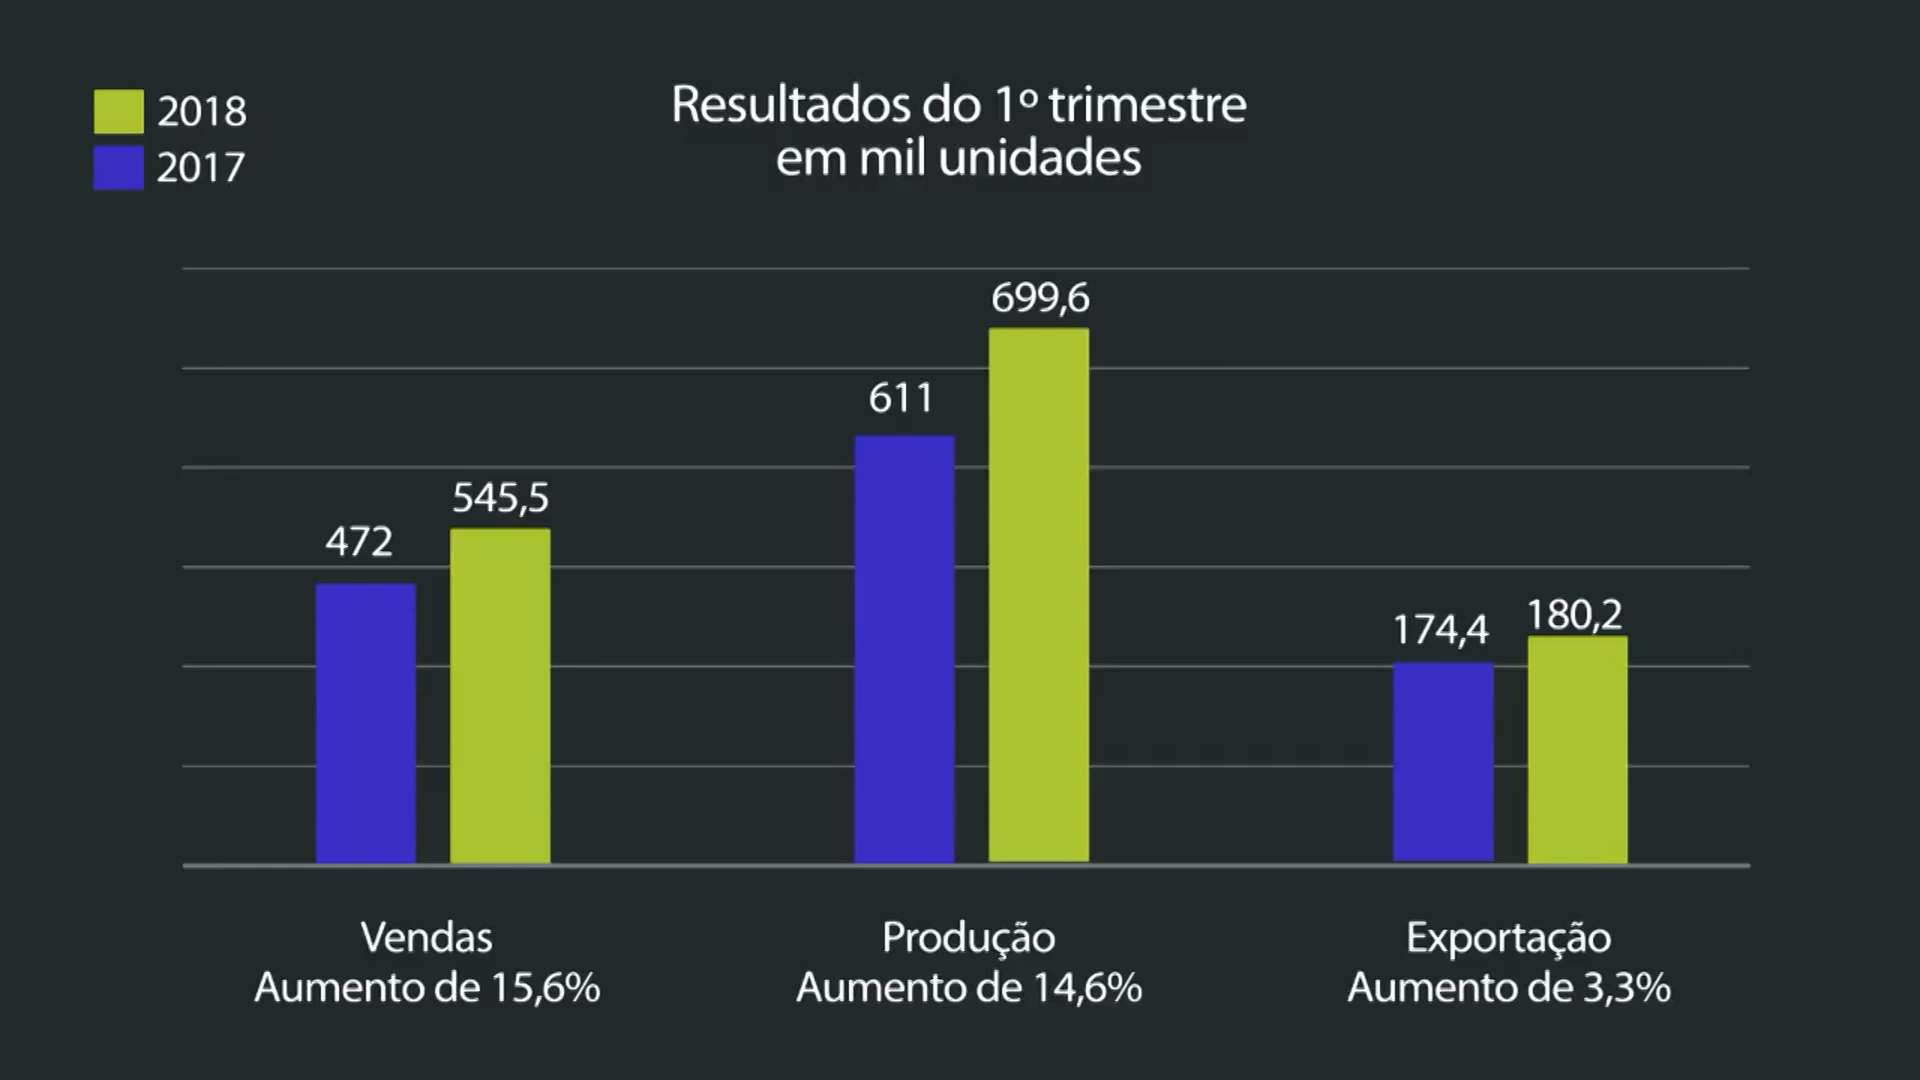 2018
2017
Resultados do 1º trimestre
em mil unidades
472
545,5
611
699,6
174,4
180,2
Vendas
Aumento de 15,6%
Produção
Aumento de 14,6%
Exportação
Aumento de 3,3%